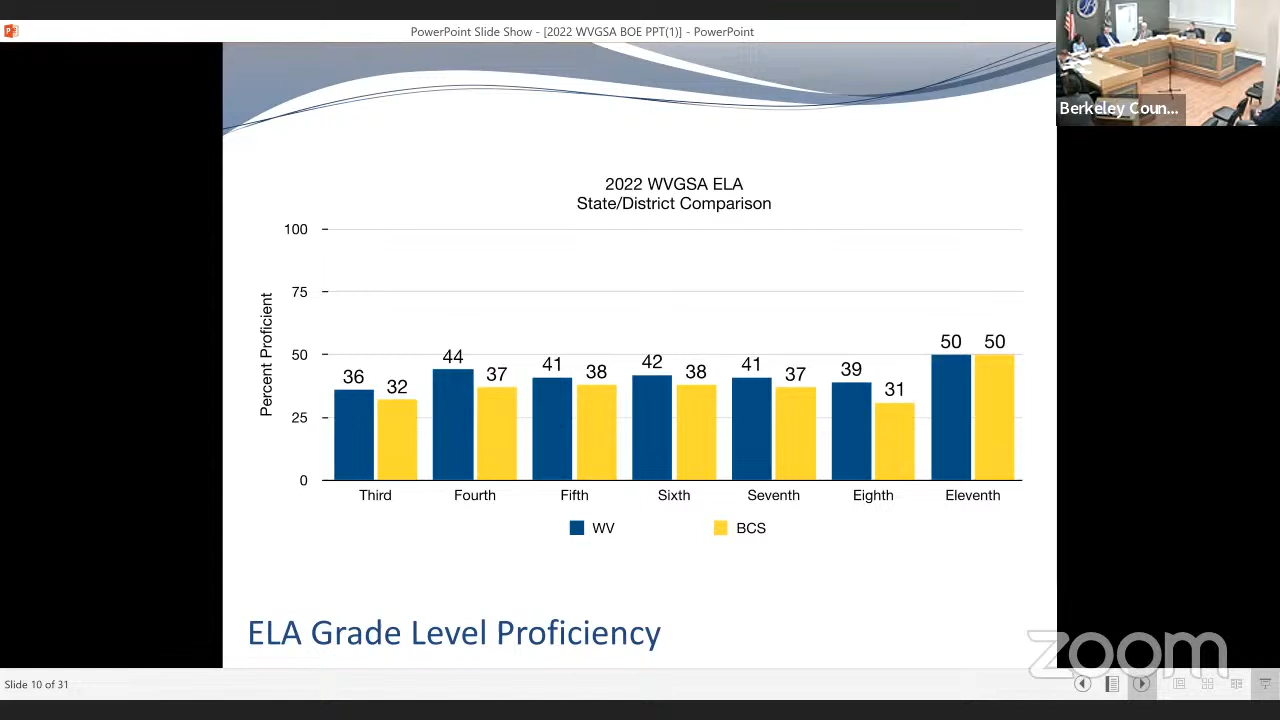 PowerPoint Slide Show - [2022 WVGSA BOE PPT(1)] - PowerPoint
Berkeley Coun...
2022 WVGSA ELA
State/District Comparison
Percent Proficient
100
75
50
25
0
36 32 44 37 41 38 42 38 41 37 39 31 50 50
Third Fourth Fifth Sixth Seventh Eighth Eleventh
WV BCS
ELA Grade Level Proficiency
zoom
Slide 10 of 31